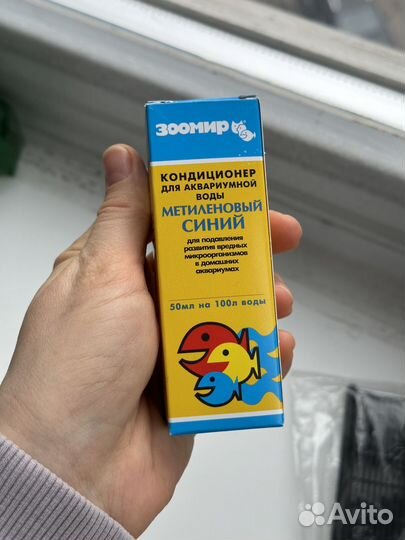 ЗООМИР
КОНДИЦИОНЕР
ДЛЯ АКВАРИУМНОЙ
ВОДЫ
МЕТИЛЕНОВЫЙ
СИНИЙ
для подавления
развития вредных
микроорганизмов
в домашних
аквариумах
50мл на 100л воды
Avito